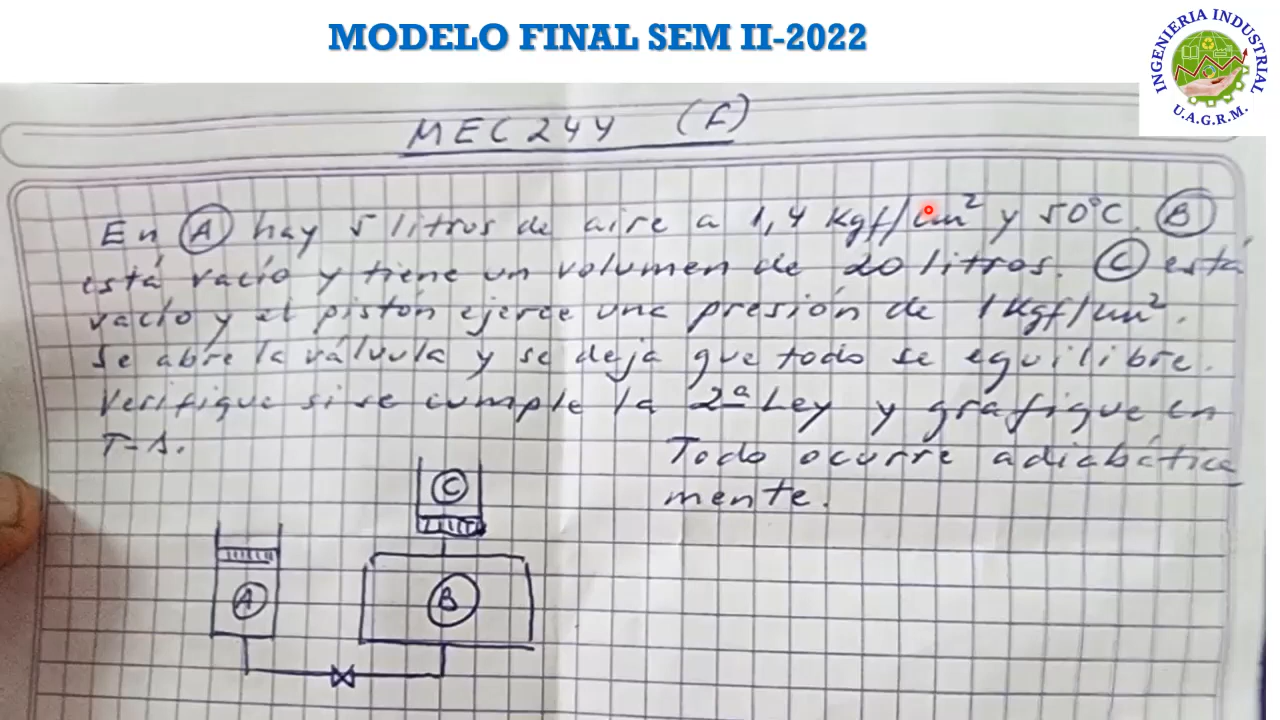 MODELO FINAL SEM II-2022
INGENIERIA INDUSTRIAL
U.A.G.R.M.
MEC244 (F)
En Ⓐ hay 5 litros de aire a 1,4 Kgf/cm² y 50°C. Ⓑ
está vacío y tiene un volumen de 20 litros. Ⓒ está
vacío y el pistón ejerce una presión de 1 Kgf/cm².
Se abre la válvula y se deja que todo se equilibre.
Verifique si se cumple la 2ª Ley y grafique en
T-s. Todo ocurre adiabática
mente.
C
A
B